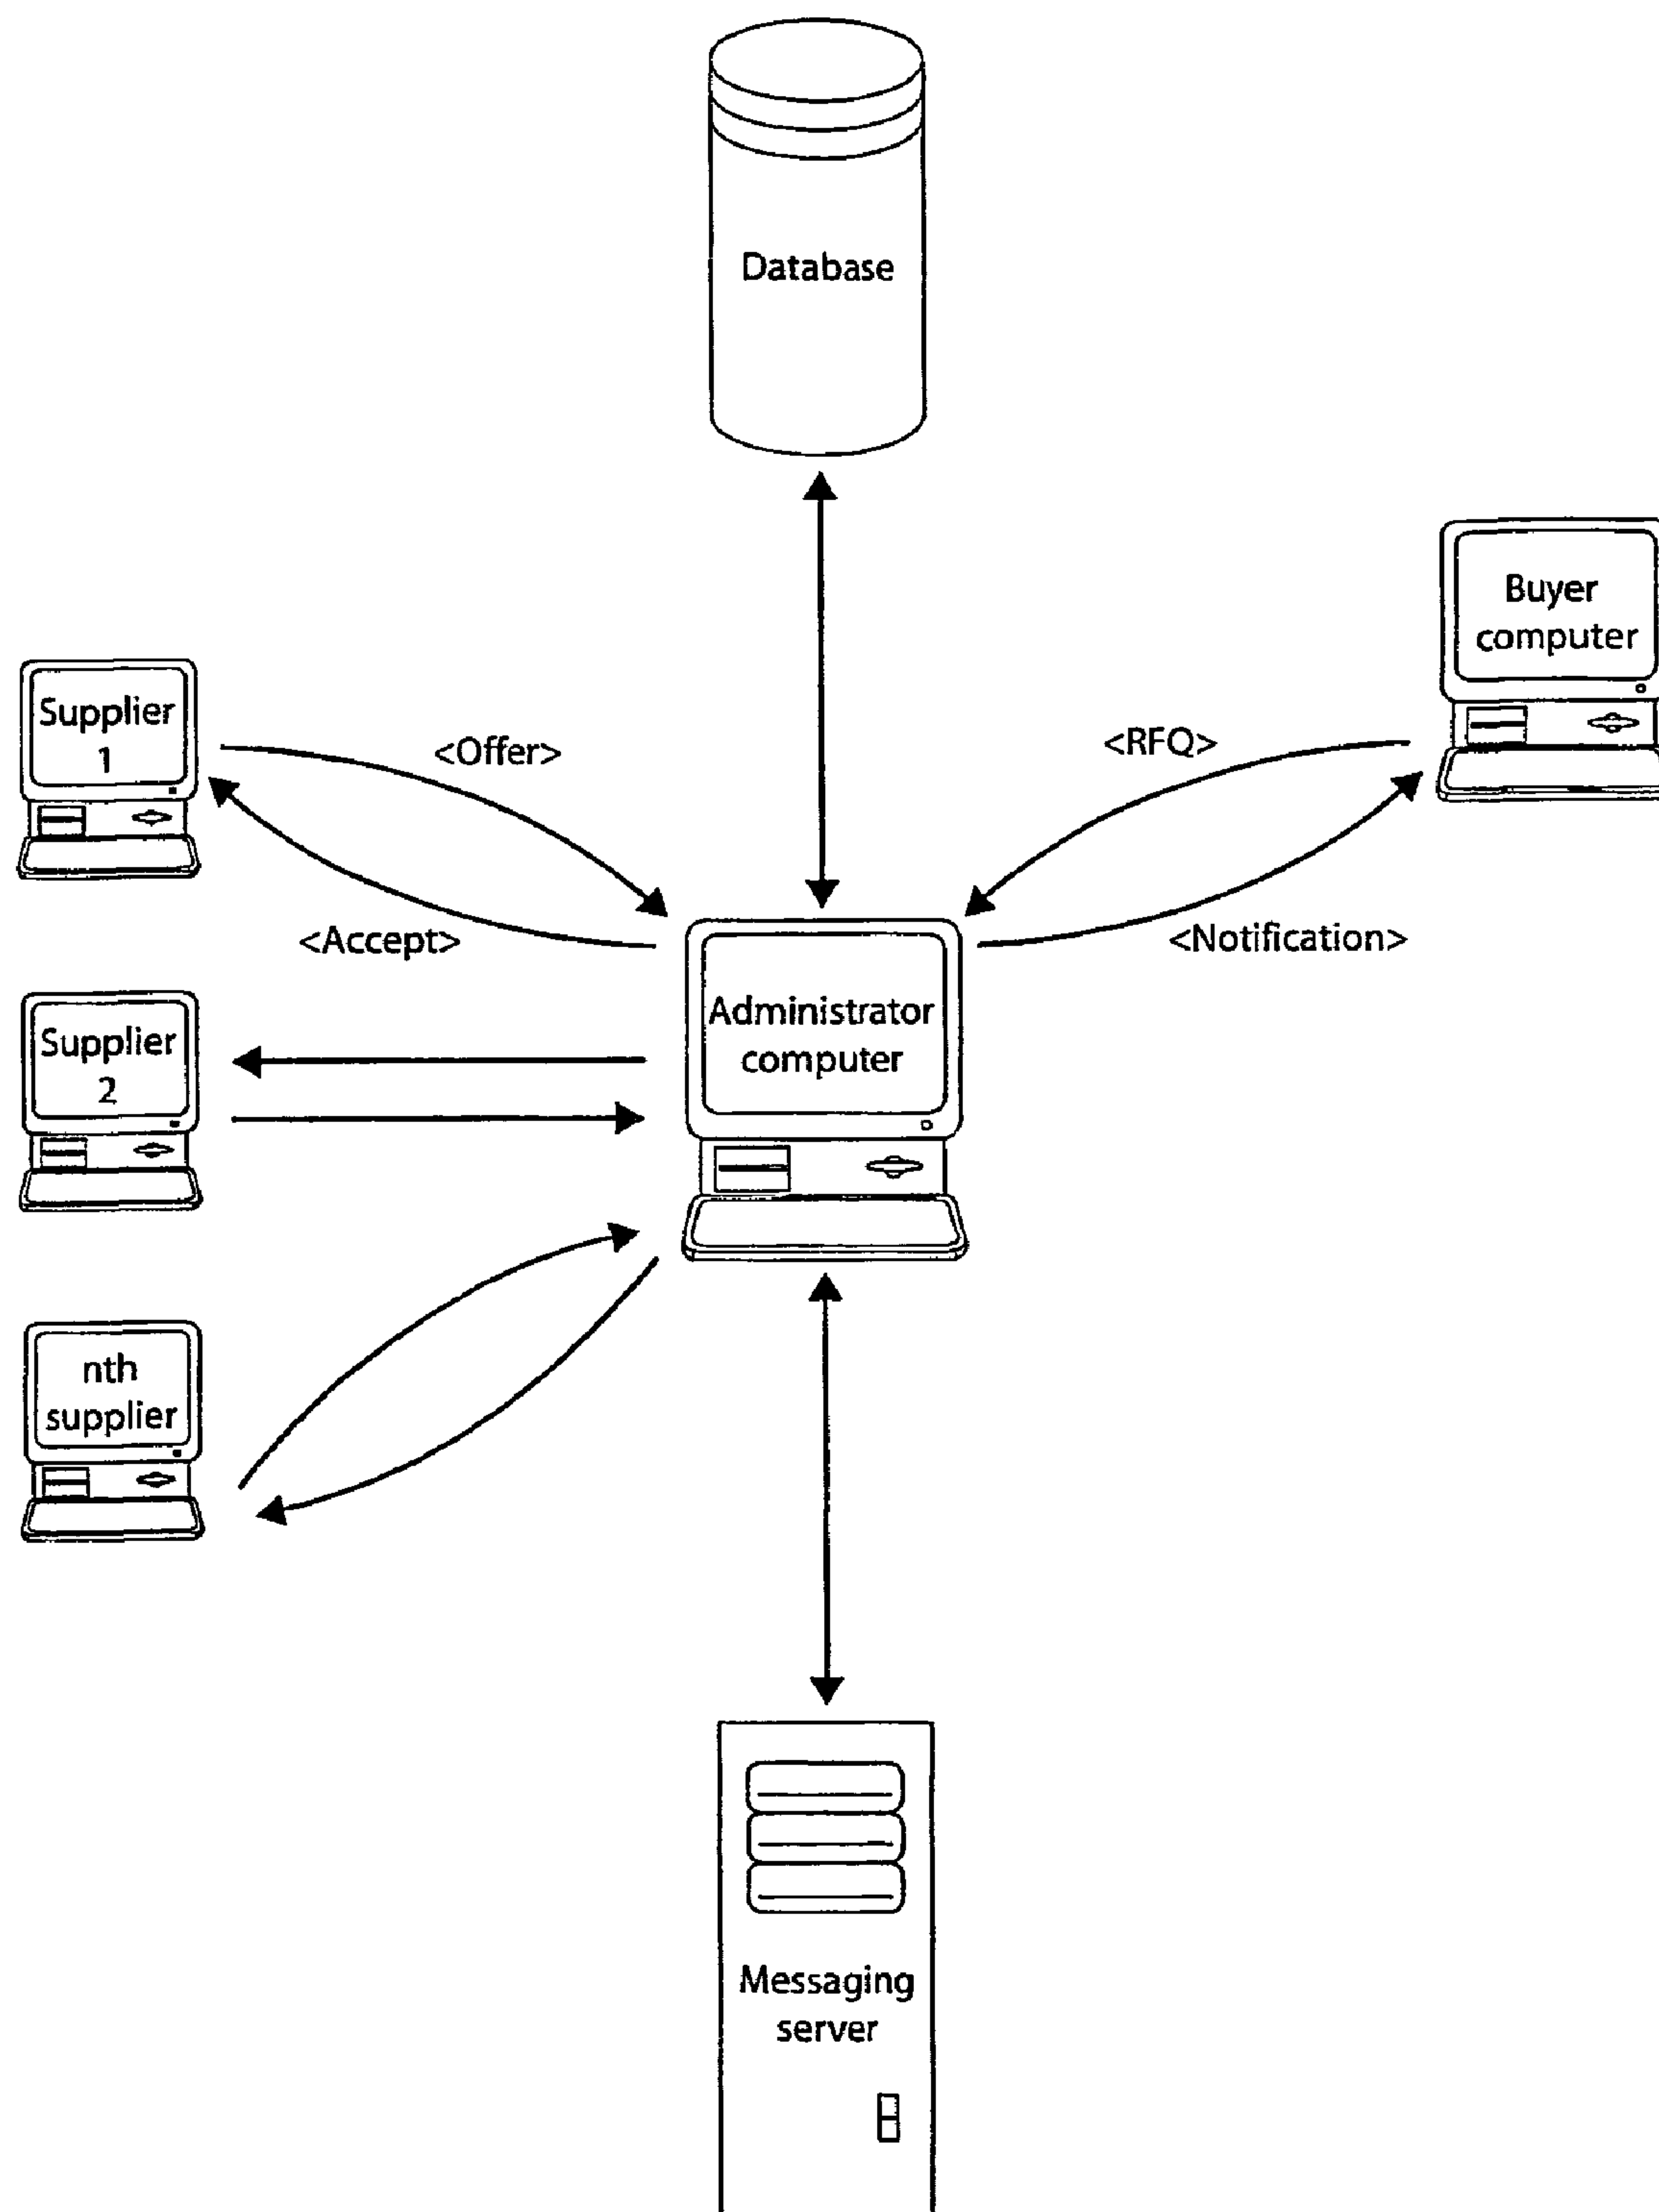 Database
Buyer
computer
Supplier
1
<Offer>
<RFQ>
<Accept>
<Notification>
Administrator
computer
Supplier
2
nth
supplier
Messaging
server